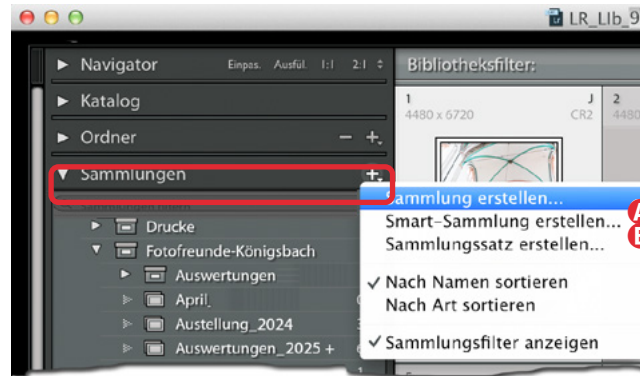 LR_LIb_9
Navigator Einpas. Ausfül. 1:1 2:1
Bibliotheksfilter:
Katalog
1 J 2
4480 x 6720 CR2 4480
Ordner
Sammlungen
Sammlung erstellen...
Smart-Sammlung erstellen...
Sammlungssatz erstellen...
Nach Namen sortieren
Nach Art sortieren
Sammlungsfilter anzeigen
A
Drucke
Fotofreunde-Königsbach
Auswertungen
April
Austellung_2024
Auswertungen_2025 +